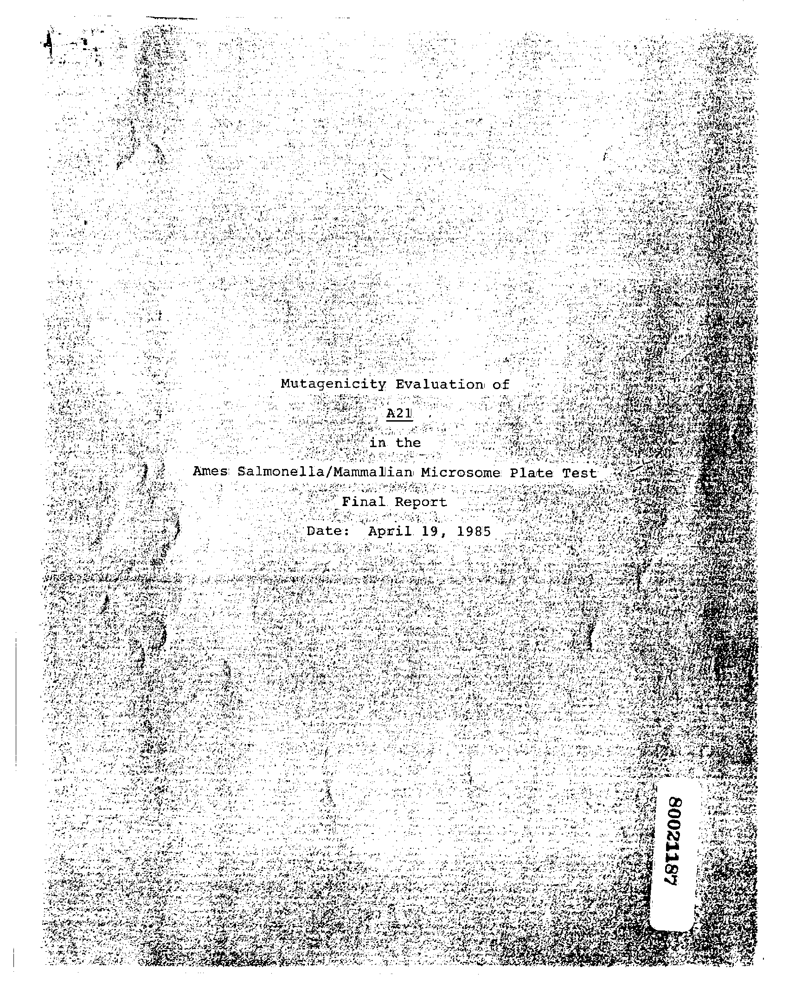 Mutagenicity Evaluation of
A21
in the
Ames Salmonella/Mammalian Microsome Plate Test
Final Report
Date: April 19, 1985
80021187